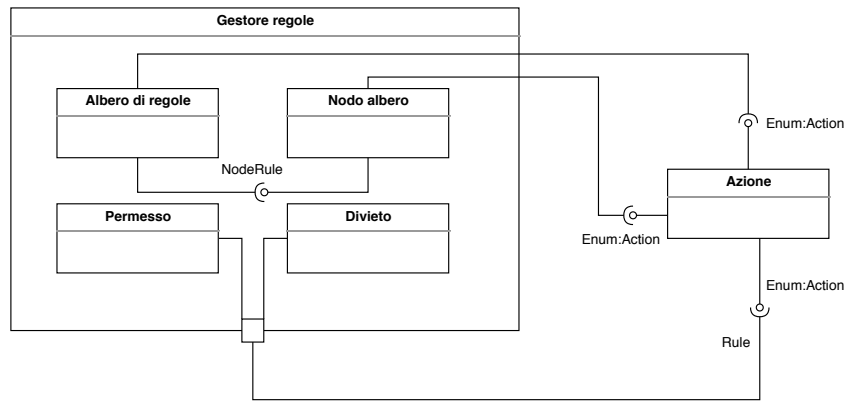 Gestore regole
Albero di regole
Nodo albero
Enum:Action
NodeRule
Azione
Permesso
Divieto
Enum:Action
Enum:Action
Rule